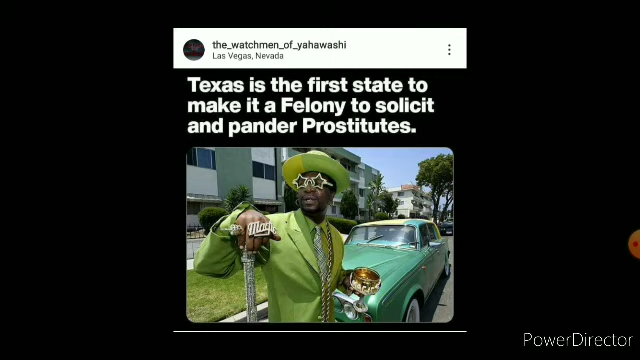 the_watchmen_of_yahawashi
Las Vegas, Nevada
Texas is the first state to
make it a Felony to solicit
and pander Prostitutes.
Magic
PowerDirector